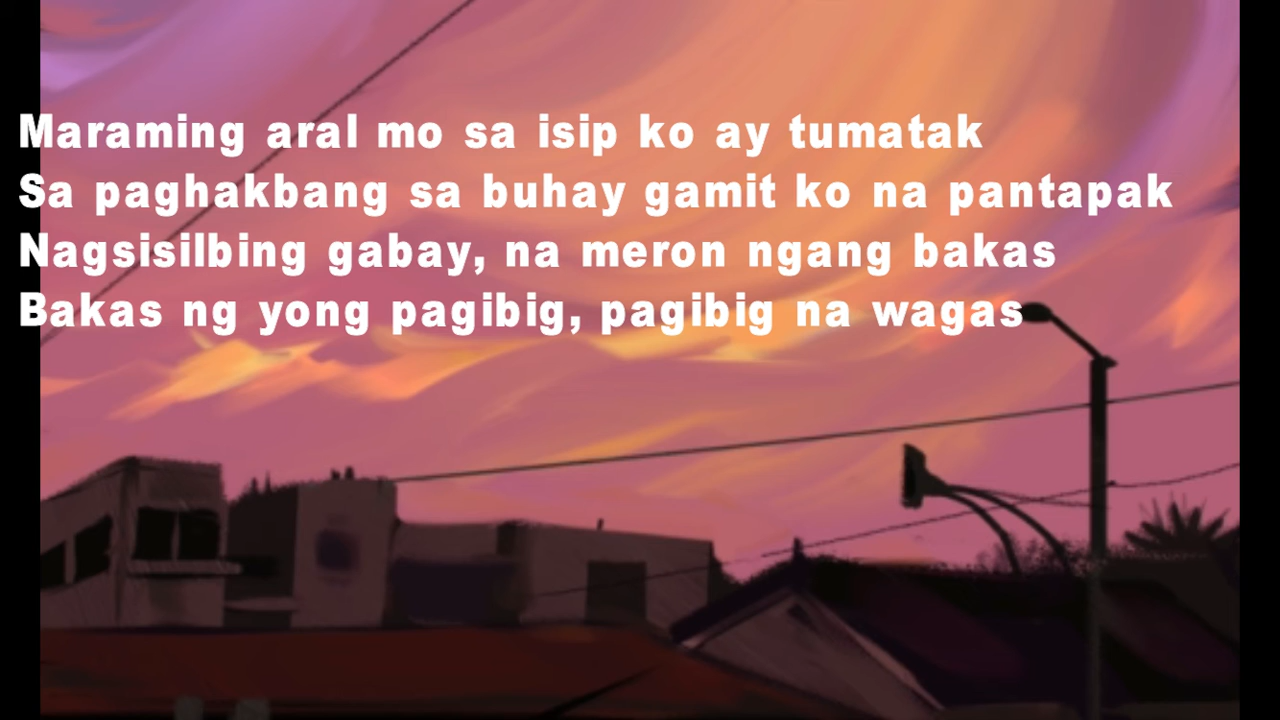 Maraming aral mo sa isip ko ay tumatak
Sa paghakbang sa buhay gamit ko na pantapak
Nagsisilbing gabay, na meron ngang bakas
Bakas ng yong pagibig, pagibig na wagas